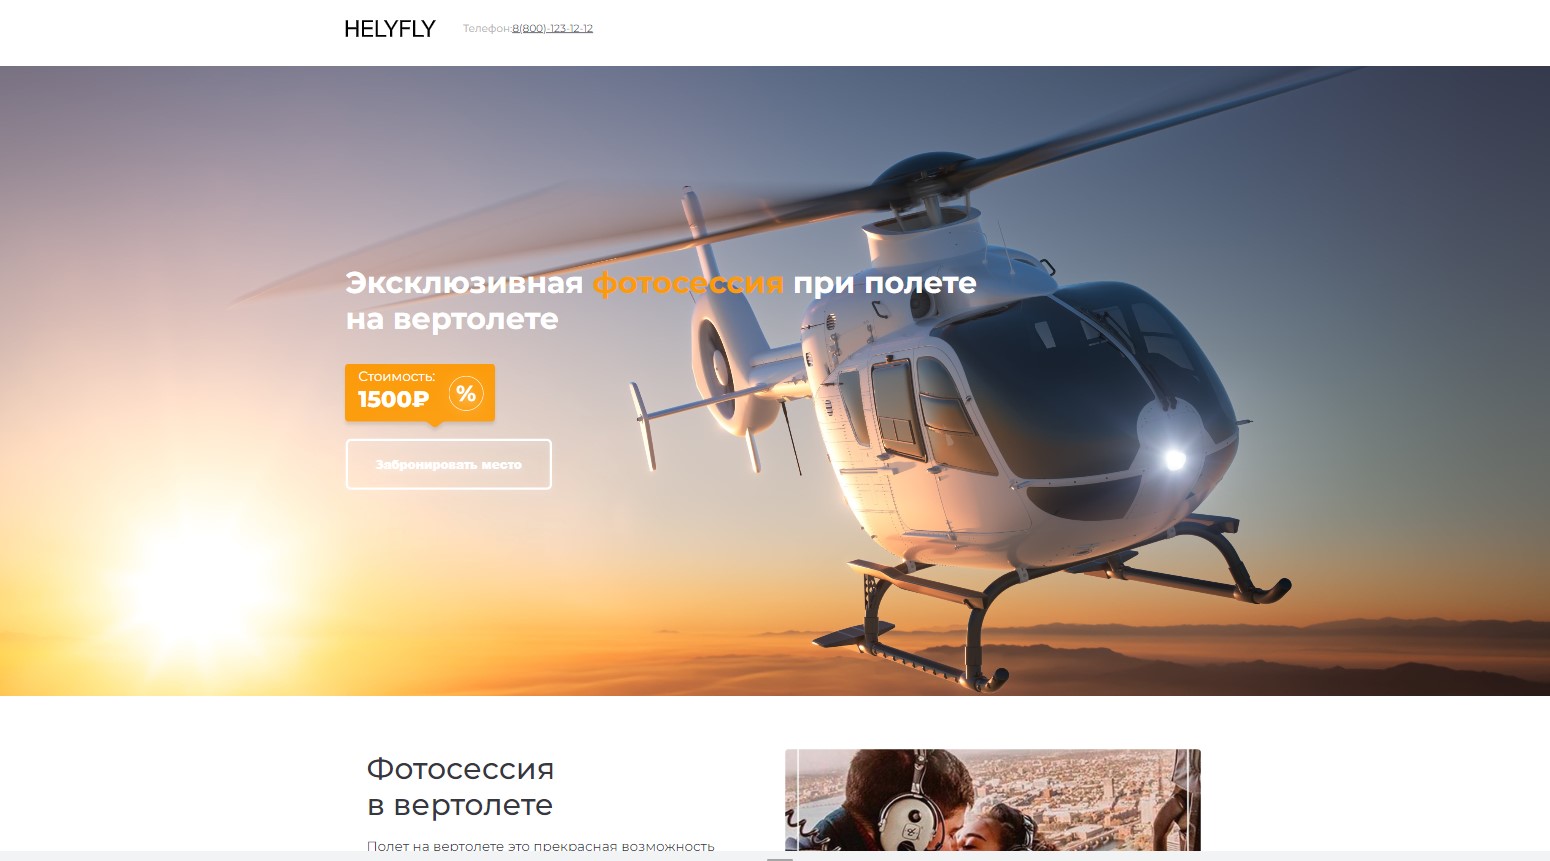 HELYFLY
Телефон:8(800)-123-12-12
Эксклюзивная фотосессия при полете
на вертолете
Стоимость:
1500₽
%
Забронировать место
Фотосессия
в вертолете
Полет на вертолете это прекрасная возможность